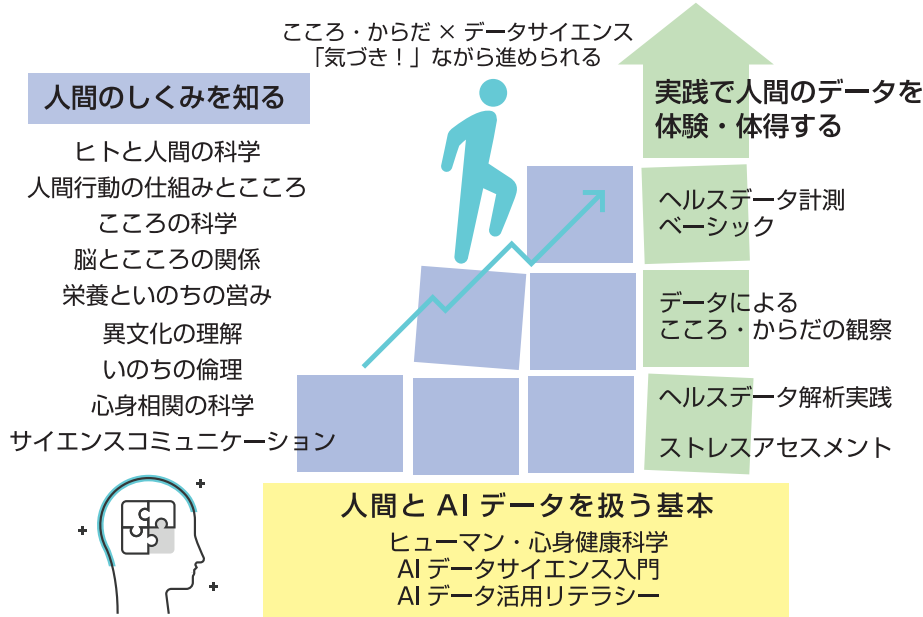 こころ・からだ × データサイエンス
「気づき！」ながら進められる
人間のしくみを知る
ヒトと人間の科学
人間行動の仕組みとこころ
こころの科学
脳とこころの関係
栄養といのちの営み
異文化の理解
いのちの倫理
心身相関の科学
サイエンスコミュニケーション
実践で人間のデータを
体験・体得する
ヘルスデータ計測
ベーシック
データによる
こころ・からだの観察
ヘルスデータ解析実践
ストレスアセスメント
人間と AI データを扱う基本
ヒューマン・心身健康科学
AI データサイエンス入門
AI データ活用リテラシー